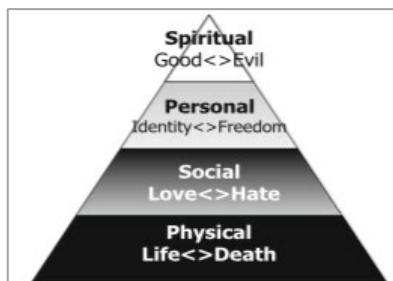 Spiritual
Good<>Evil
Personal
Identity<>Freedom
Social
Love<>Hate
Physical
Life<>Death